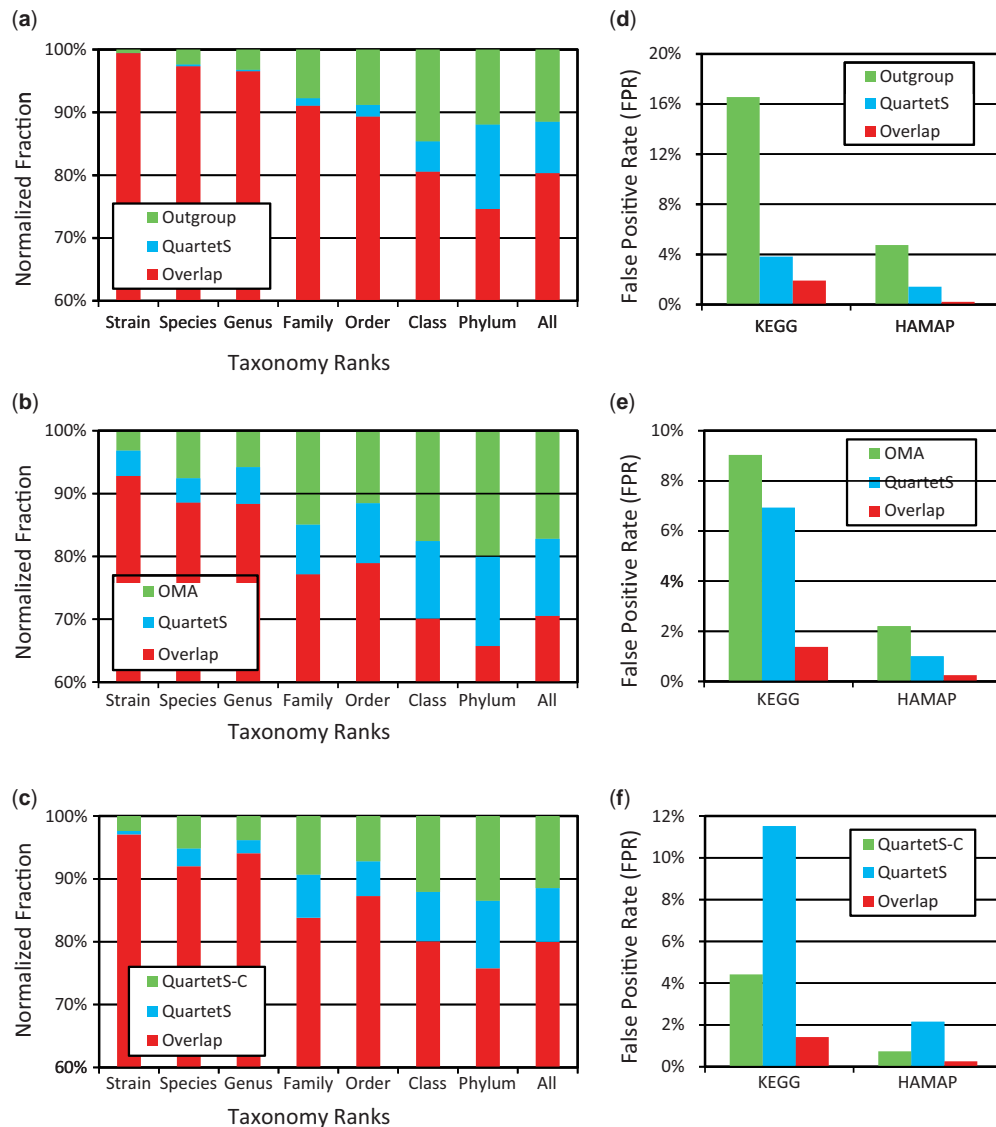 (a)
Normalized Fraction
100%
90%
80%
70%
60%
Outgroup
QuartetS
Overlap
Strain Species Genus Family Order Class Phylum All
Taxonomy Ranks
(d)
False Positive Rate (FPR)
20%
16%
12%
8%
4%
0%
Outgroup
QuartetS
Overlap
KEGG HAMAP
(b)
Normalized Fraction
100%
90%
80%
70%
60%
OMA
QuartetS
Overlap
Strain Species Genus Family Order Class Phylum All
Taxonomy Ranks
(e)
False Positive Rate (FPR)
10%
8%
6%
4%
2%
0%
OMA
QuartetS
Overlap
KEGG HAMAP
(c)
Normalized Fraction
100%
90%
80%
70%
60%
QuartetS-C
QuartetS
Overlap
Strain Species Genus Family Order Class Phylum All
Taxonomy Ranks
(f)
False Positive Rate (FPR)
12%
10%
8%
6%
4%
2%
0%
QuartetS-C
QuartetS
Overlap
KEGG HAMAP